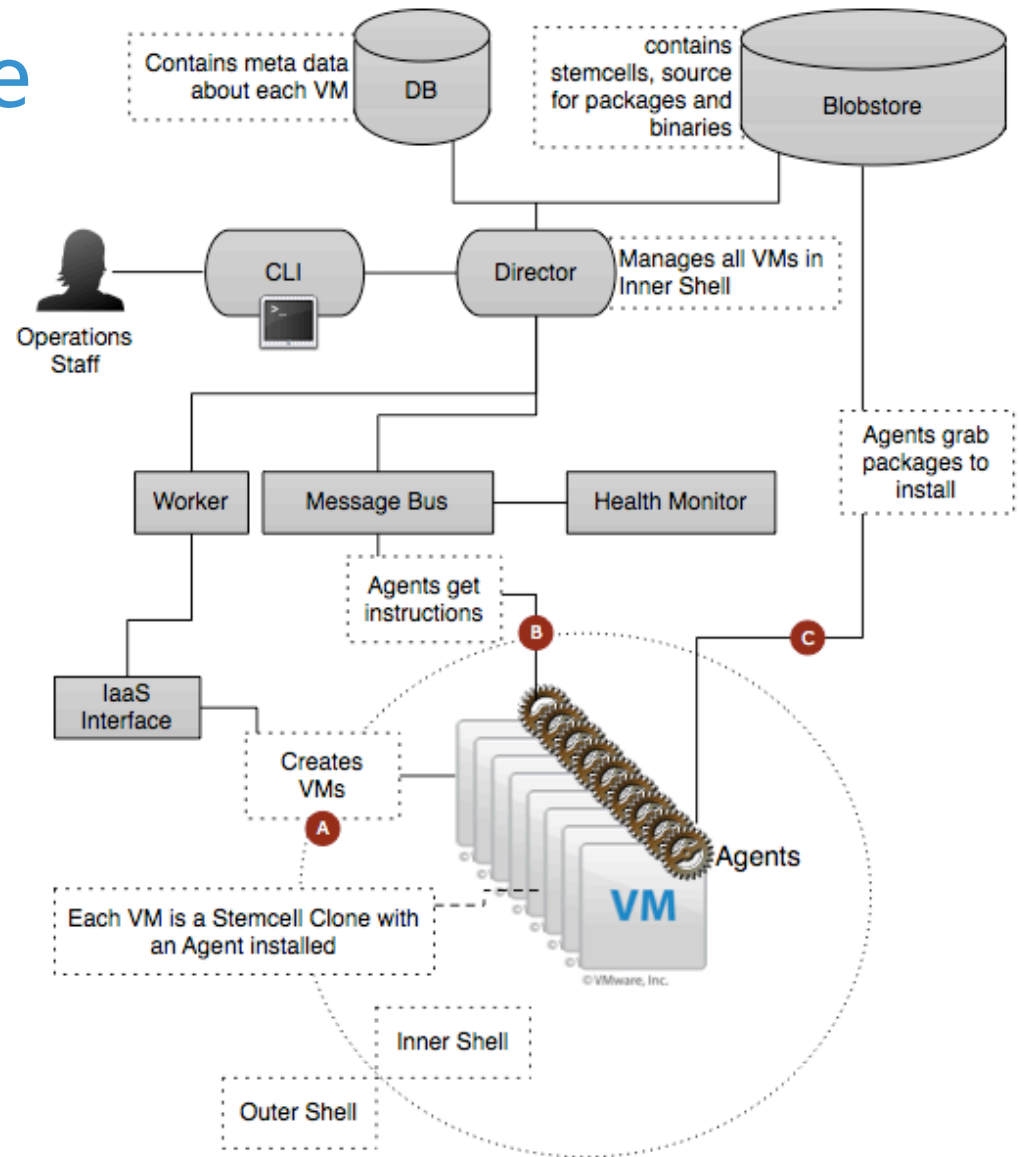 e
Contains meta data
about each VM
DB
contains
stemcells, source
for packages and
binaries
Blobstore
Operations
Staff
CLI
>_
Director
Manages all VMs in
Inner Shell
Worker
Message Bus
Health Monitor
Agents grab
packages to
install
Agents get
instructions
B
C
IaaS
Interface
Creates
VMs
A
Agents
VM
Each VM is a Stemcell Clone with
an Agent installed
©VMware, Inc.
Inner Shell
Outer Shell